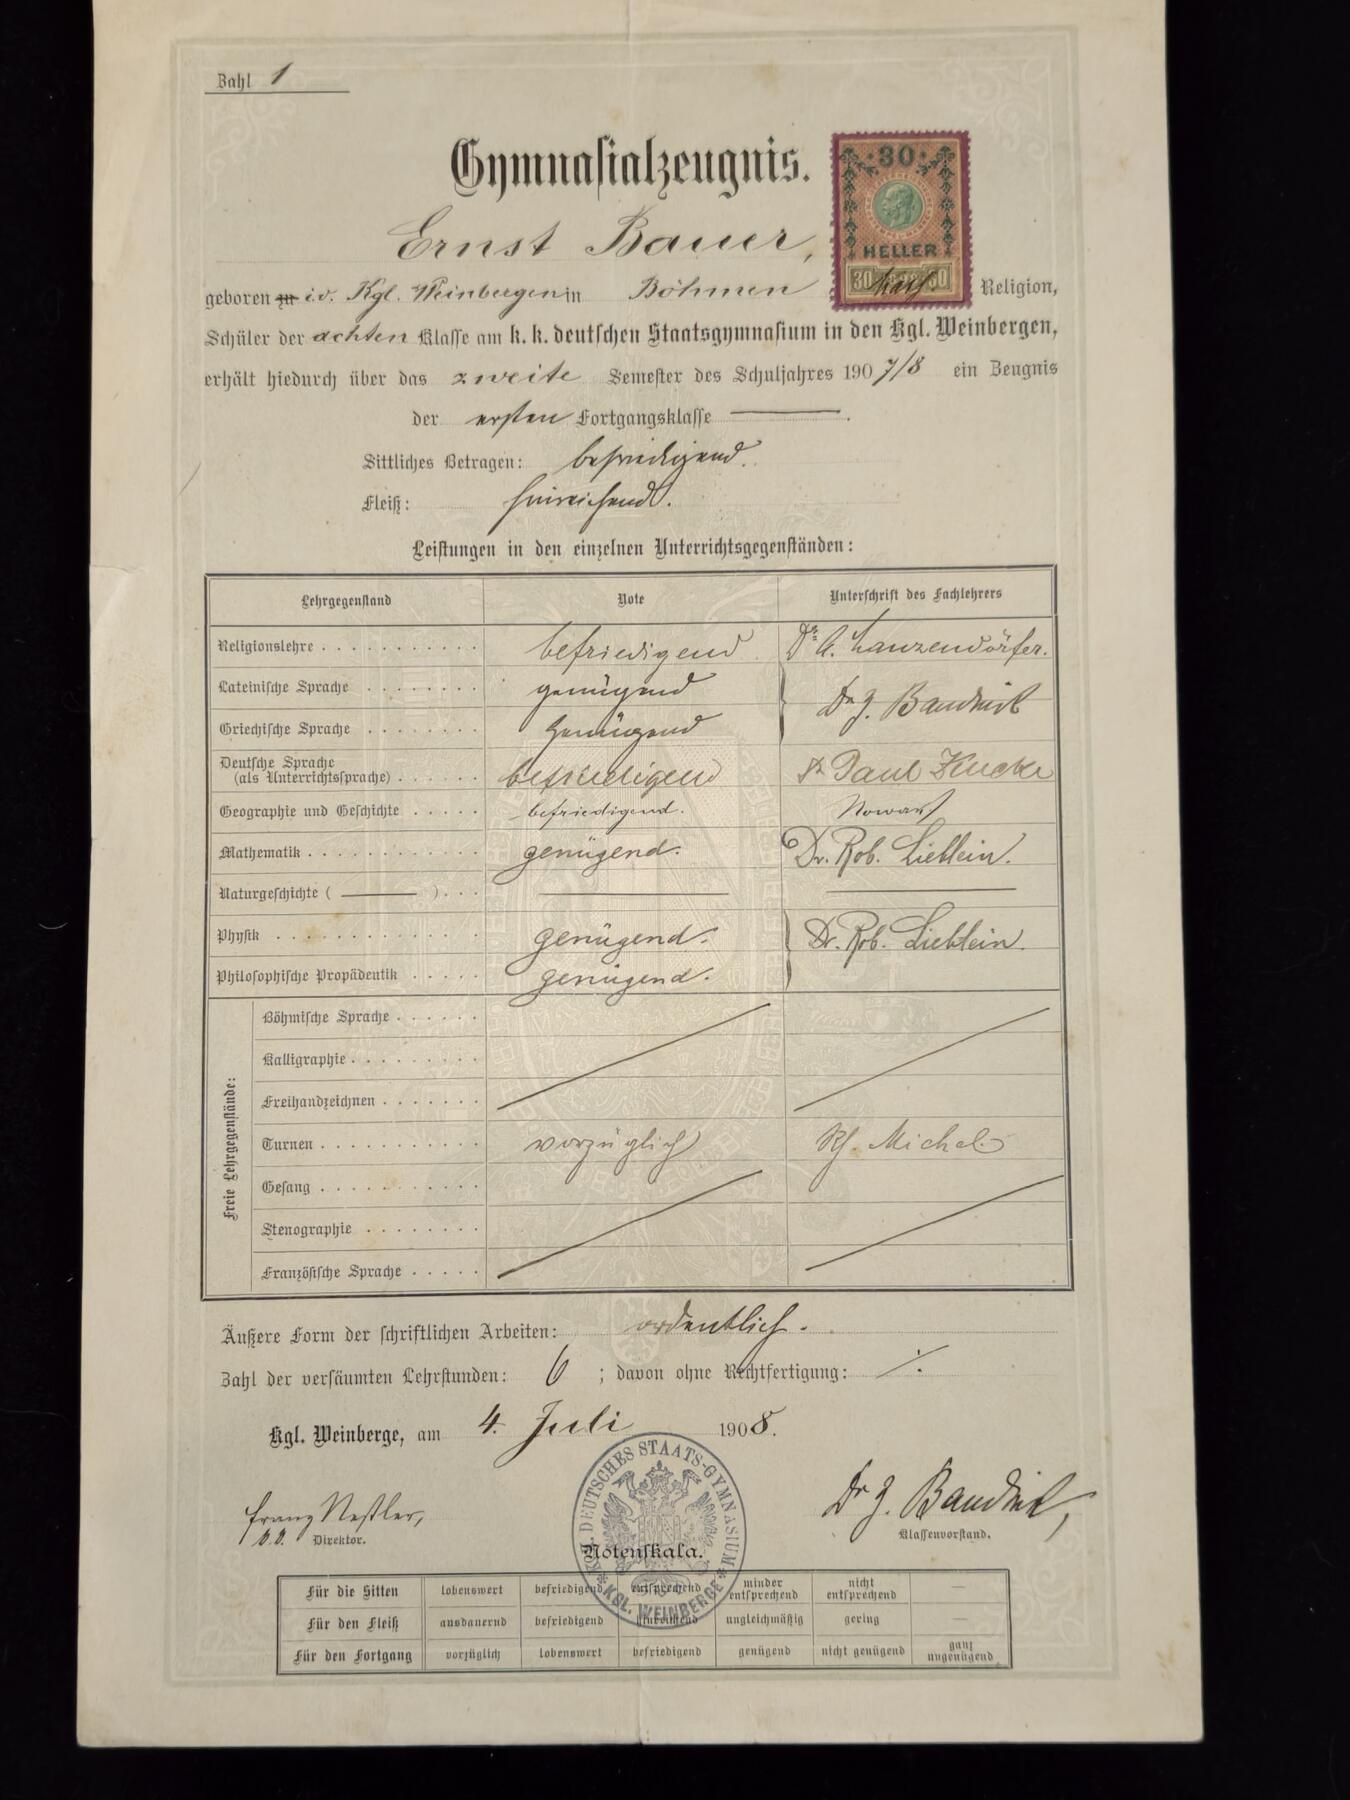 Zahl 1
Gymnasialzeugnis.
30
HELLER
30 30
Ernst Bauer,
geboren zu i. d. Kgl. Weinbergen in Böhmen, kath. Religion,
Schüler der achten Klasse am k. k. deutschen Staatsgymnasium in den Kgl. Weinbergen,
erhält hiedurch über das zweite Semester des Schuljahres 1907/8 ein Zeugnis
der ersten Fortgangsklasse.
Sittliches Betragen: befriedigend.
Fleiß: hinreichend.
Leistungen in den einzelnen Unterrichtsgegenständen:
Lehrgegenstand Note Unterschrift des Fachlehrers
Religionslehre befriedigend Dr. A. Lanzendörfer.
Lateinische Sprache genügend
Dr J.
Griechische Sprache genügend
Deutsche Sprache
(als Unterrichtssprache) befriedigend Dr Paul
Geographie und Geschichte befriedigend.
Mathematik genügend. Dr. Rob. Lieblein.
Naturgeschichte ( — )
Physik genügend. Dr. Rob. Lieblein.
Philosophische Propädeutik genügend.
Freie Lehrgegenstände:
Böhmische Sprache
Kalligraphie
Freihandzeichnen
Turnen vorzüglich Michel
Gesang
Stenographie
Französische Sprache
Äußere Form der schriftlichen Arbeiten: ordentlich.
Zahl der versäumten Lehrstunden: 6 ; davon ohne Rechtfertigung: ./.
Kgl. Weinberge, am 4. Juli 1908.
K.K. DEUTSCHES STAATS-GYMNASIUM * KGL. WEINBERGE *
Franz Neßler, Dr J.
Direktor. Klassenvorstand.
Notenskala.
Für die Sitten lobenswert befriedigend entsprechend minder entsprechend nicht entsprechend —
Für den Fleiß ausdauernd befriedigend hinreichend ungleichmäßig gering —
Für den Fortgang vorzüglich lobenswert befriedigend genügend nicht genügend ganz ungenügend